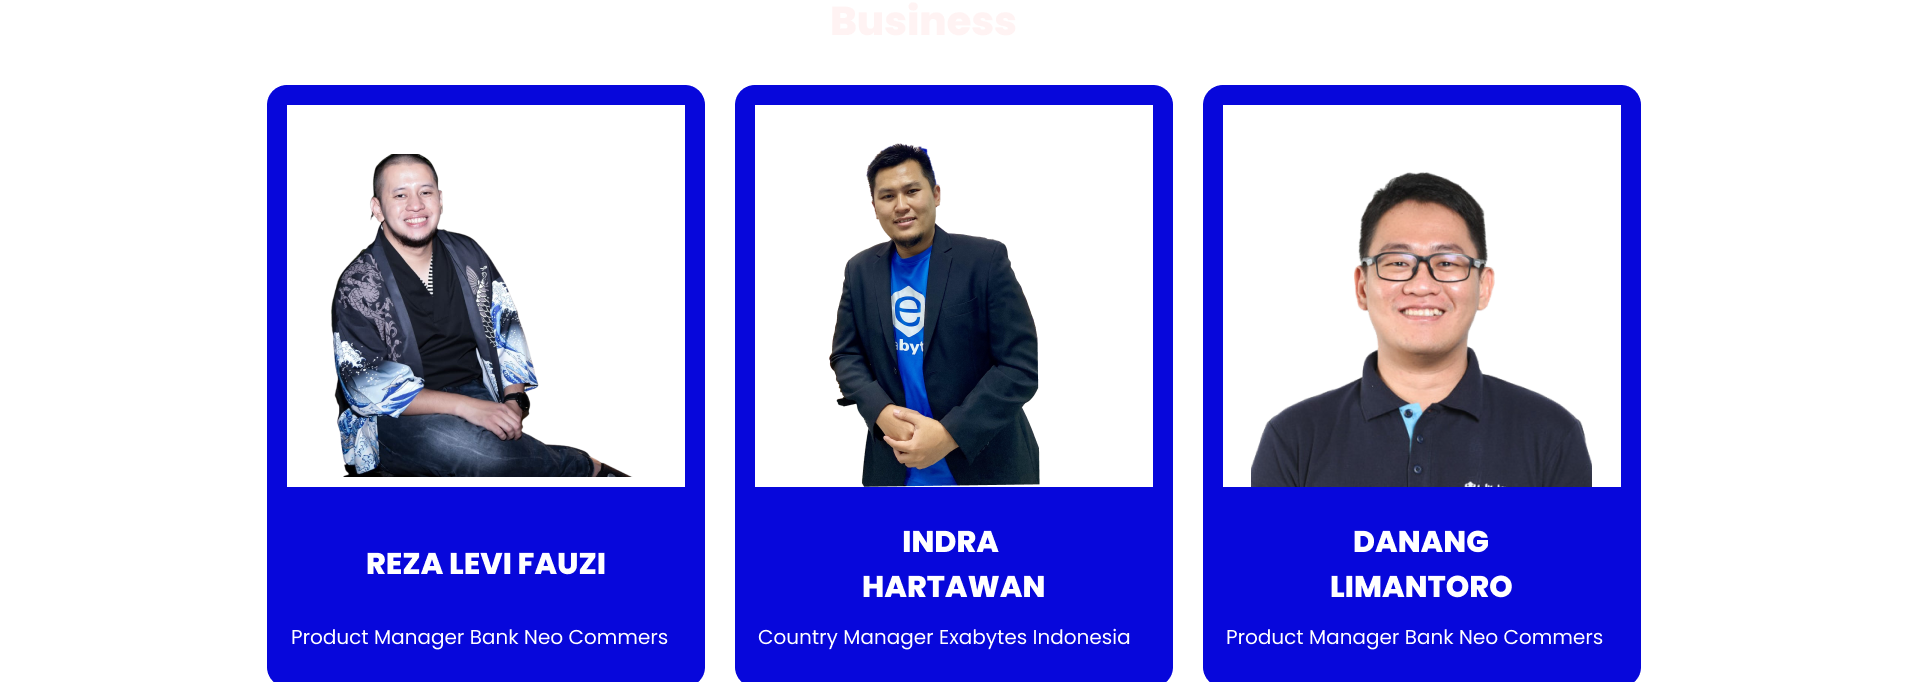 Business
e
abyt
REZA LEVI FAUZI
INDRA
HARTAWAN
DANANG
LIMANTORO
Product Manager Bank Neo Commers
Country Manager Exabytes Indonesia
Product Manager Bank Neo Commers